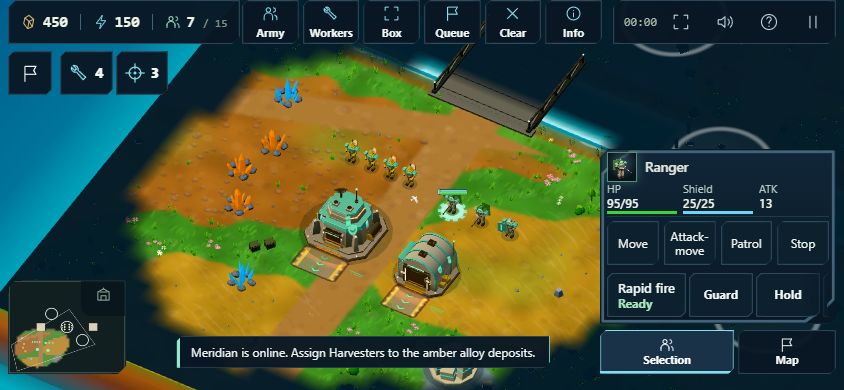 450
150
7 / 15
Army
Workers
Box
Queue
Clear
Info
00:00
4
3
Ranger
HP
Shield
ATK
95/95
25/25
13
Move
Attack-
move
Patrol
Stop
Rapid fire
Ready
Guard
Hold
Meridian is online. Assign Harvesters to the amber alloy deposits.
Selection
Map